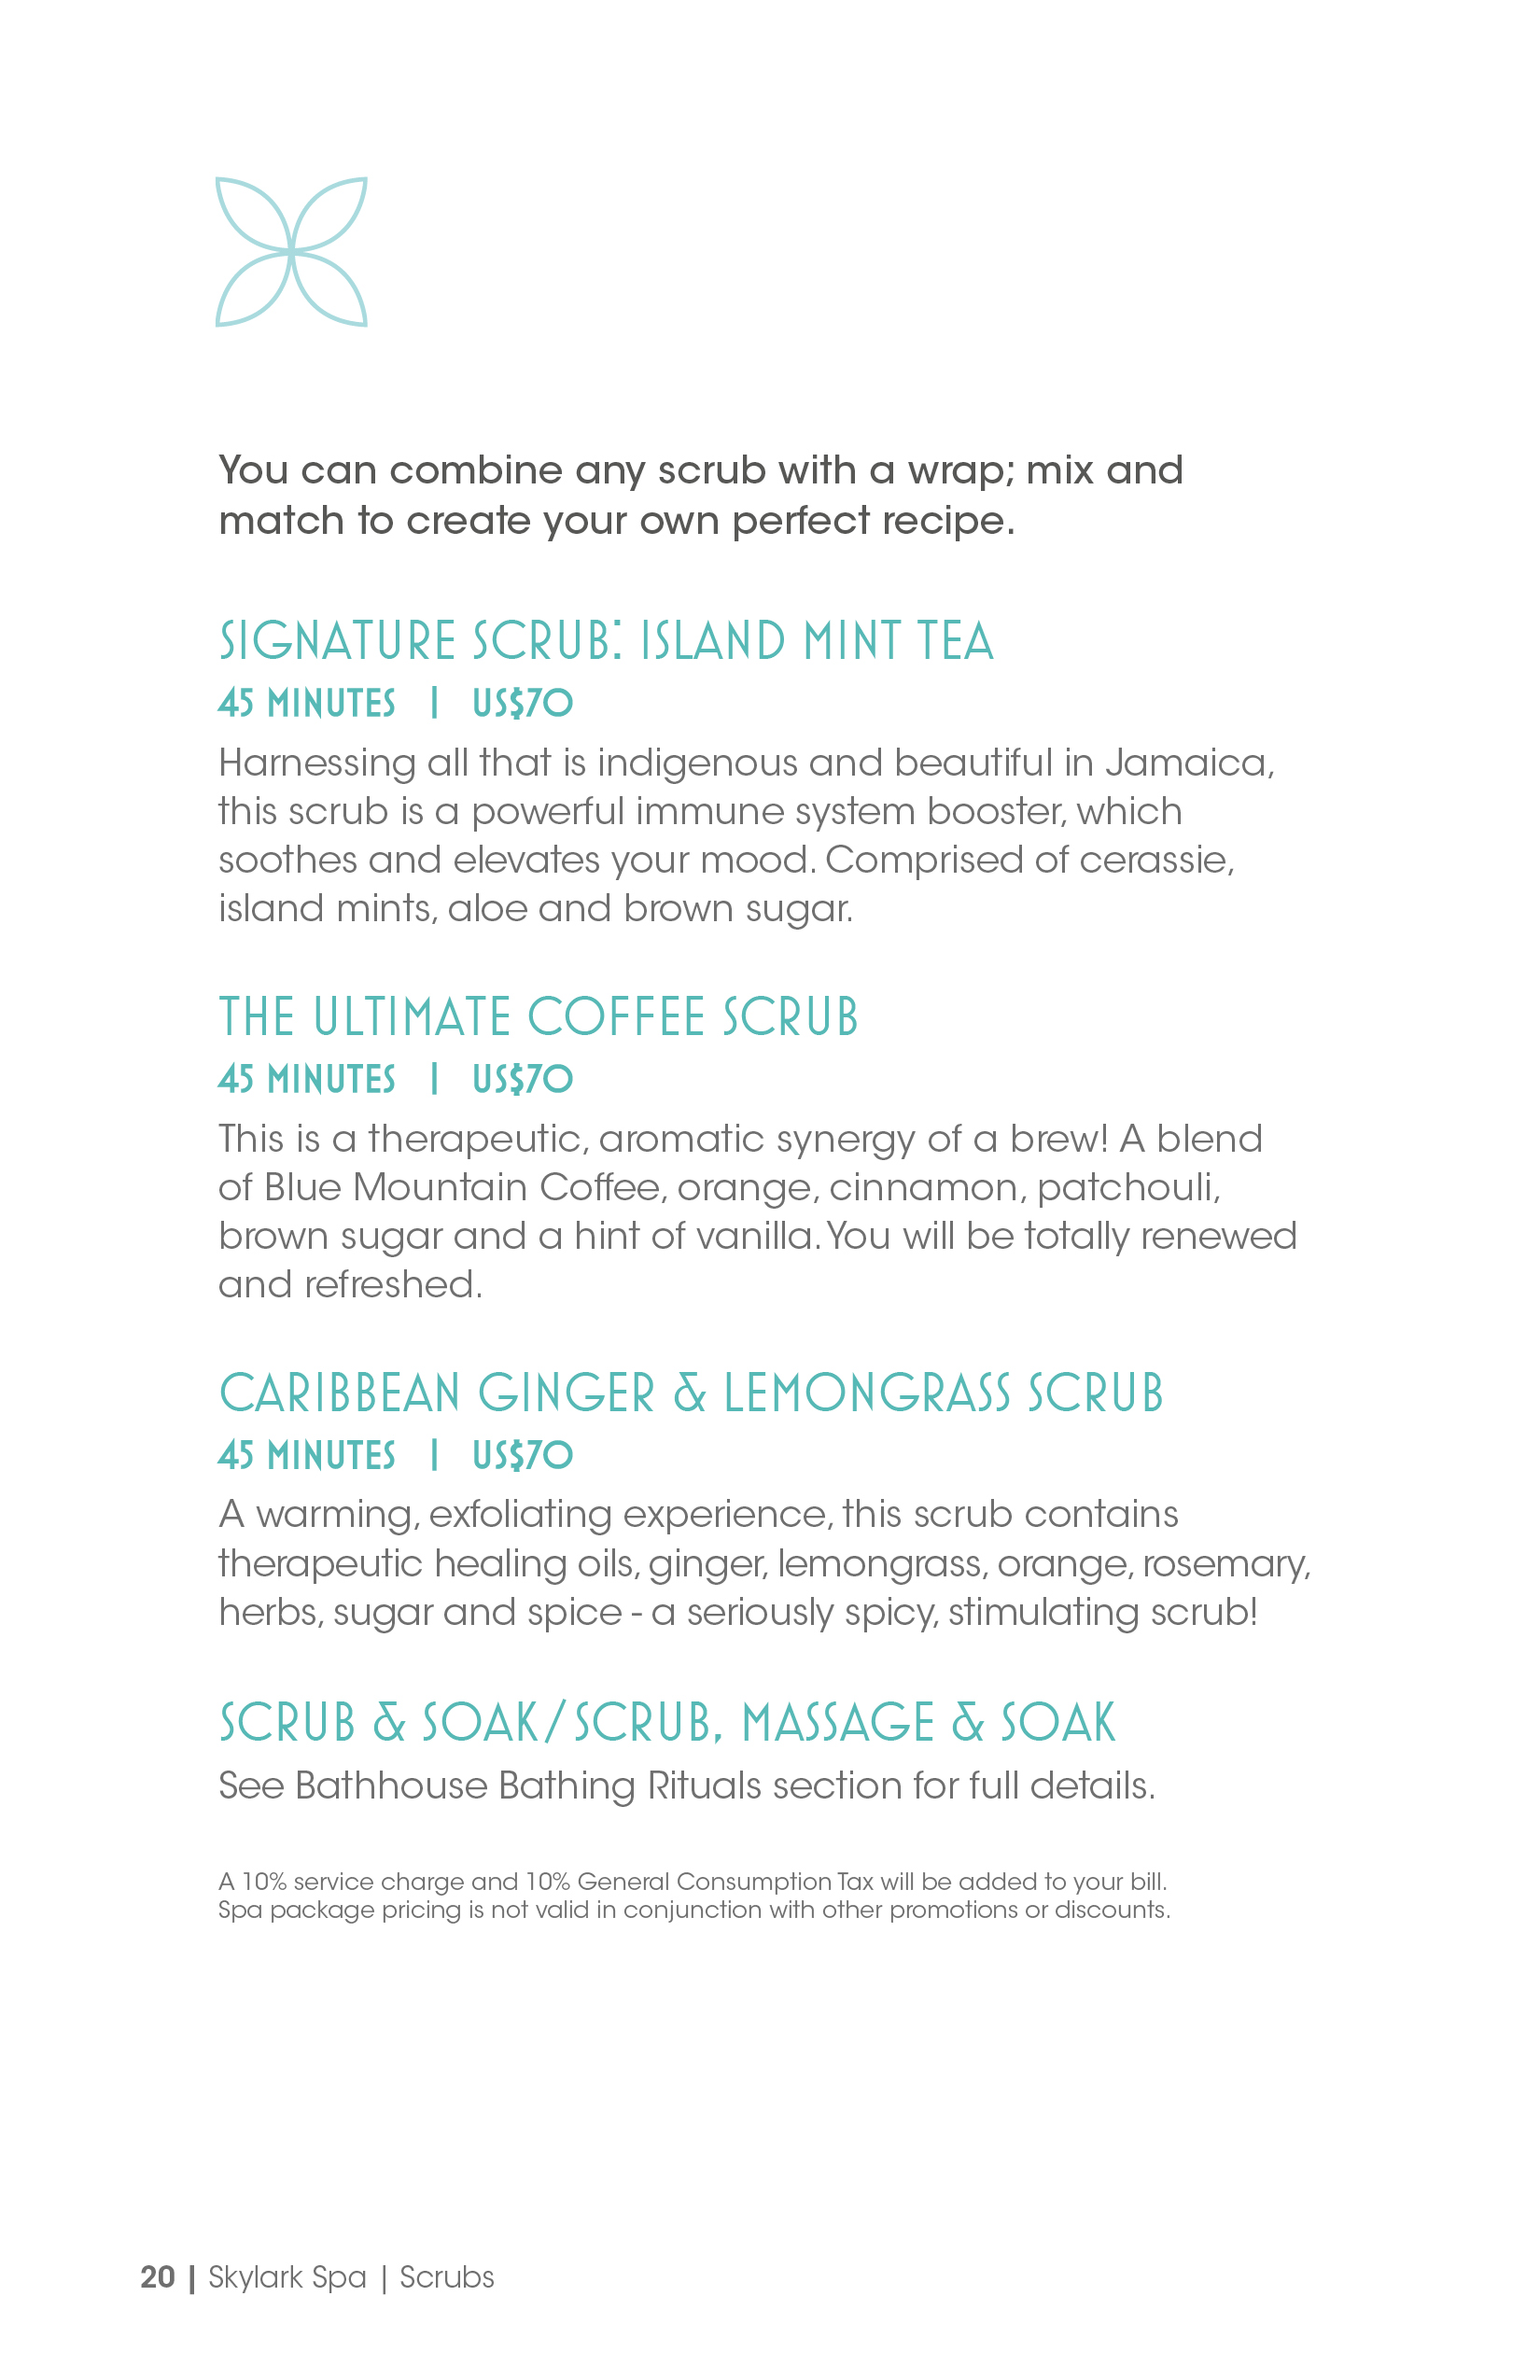 You can combine any scrub with a wrap; mix and
match to create your own perfect recipe.
SIGNATURE SCRUB: ISLAND MINT TEA
45 MINUTES | US$70
Harnessing all that is indigenous and beautiful in Jamaica,
this scrub is a powerful immune system booster, which
soothes and elevates your mood. Comprised of cerassie,
island mints, aloe and brown sugar.
THE ULTIMATE COFFEE SCRUB
45 MINUTES | US$70
This is a therapeutic, aromatic synergy of a brew! A blend
of Blue Mountain Coffee, orange, cinnamon, patchouli,
brown sugar and a hint of vanilla. You will be totally renewed
and refreshed.
CARIBBEAN GINGER & LEMONGRASS SCRUB
45 MINUTES | US$70
A warming, exfoliating experience, this scrub contains
therapeutic healing oils, ginger, lemongrass, orange, rosemary,
herbs, sugar and spice - a seriously spicy, stimulating scrub!
SCRUB & SOAK/SCRUB, MASSAGE & SOAK
See Bathhouse Bathing Rituals section for full details.
A 10% service charge and 10% General Consumption Tax will be added to your bill.
Spa package pricing is not valid in conjunction with other promotions or discounts.
20 | Skylark Spa | Scrubs